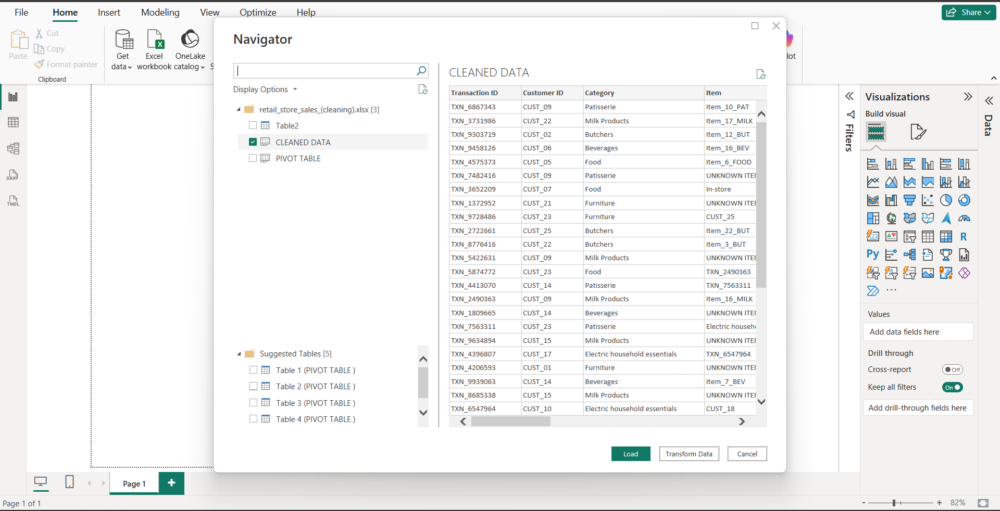 File Home Insert Modeling View Optimize Help Share
Paste
Cut
Copy
Format painter
Clipboard
Get data
Excel workbook
OneLake catalog
S
lot
Navigator
Display Options
retail_store_sales_(cleaning).xlsx [3]
Table2
CLEANED DATA
PIVOT TABLE
Suggested Tables [5]
Table 1 (PIVOT TABLE )
Table 2 (PIVOT TABLE )
Table 3 (PIVOT TABLE )
Table 4 (PIVOT TABLE )
CLEANED DATA
Transaction ID Customer ID Category Item
TXN_6867343 CUST_09 Patisserie Item_10_PAT
TXN_3731986 CUST_22 Milk Products Item_17_MILK
TXN_9303719 CUST_02 Butchers Item_12_BUT
TXN_9458126 CUST_06 Beverages Item_16_BEV
TXN_4575373 CUST_05 Food Item_6_FOOD
TXN_7482416 CUST_09 Patisserie UNKNOWN ITEM
TXN_3652209 CUST_07 Food In-store
TXN_1372952 CUST_21 Furniture UNKNOWN ITEM
TXN_9728486 CUST_23 Furniture CUST_25
TXN_2722661 CUST_25 Butchers Item_22_BUT
TXN_8776416 CUST_22 Butchers Item_3_BUT
TXN_5422631 CUST_09 Milk Products UNKNOWN ITEM
TXN_5874772 CUST_23 Food TXN_2490363
TXN_4413070 CUST_14 Patisserie TXN_7563311
TXN_2490363 CUST_09 Milk Products Item_16_MILK
TXN_1809665 CUST_14 Beverages UNKNOWN ITEM
TXN_7563311 CUST_23 Patisserie Electric househ
TXN_9634894 CUST_15 Milk Products UNKNOWN ITEM
TXN_4396807 CUST_17 Electric household essentials TXN_6547964
TXN_4206593 CUST_01 Furniture UNKNOWN ITEM
TXN_9939063 CUST_14 Beverages Item_7_BEV
TXN_8685338 CUST_15 Milk Products UNKNOWN ITEM
TXN_6547964 CUST_10 Electric household essentials CUST_18
Load Transform Data Cancel
DAX
TMDL
Filters
Visualizations
Build visual
123
R
Py
Values
Add data fields here
Drill through
Cross-report Off
Keep all filters On
Add drill-through fields here
Data
Page 1 +
Page 1 of 1
- + 82%